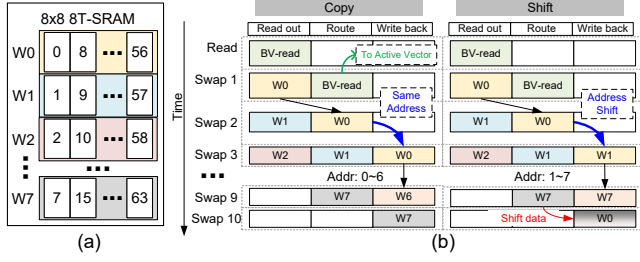 8x8 8T-SRAM
W0 0 8 ••• 56
W1 1 9 ••• 57
W2 2 10 ••• 58
•••
W7 7 15 ••• 63
(a)
Time
Copy
Read out Route Write back
Read BV-read To Active Vector
Swap 1 W0 BV-read
Same
Address
Swap 2 W1 W0
Swap 3 W2 W1 W0
••• Addr: 0~6
Swap 9 W7 W6
Swap 10 W7
Shift
Read out Route Write back
BV-read
W0 BV-read
Address
Shift
W1 W0
W2 W1 W1
Addr: 1~7
W7 W7
Shift data W0
(b)